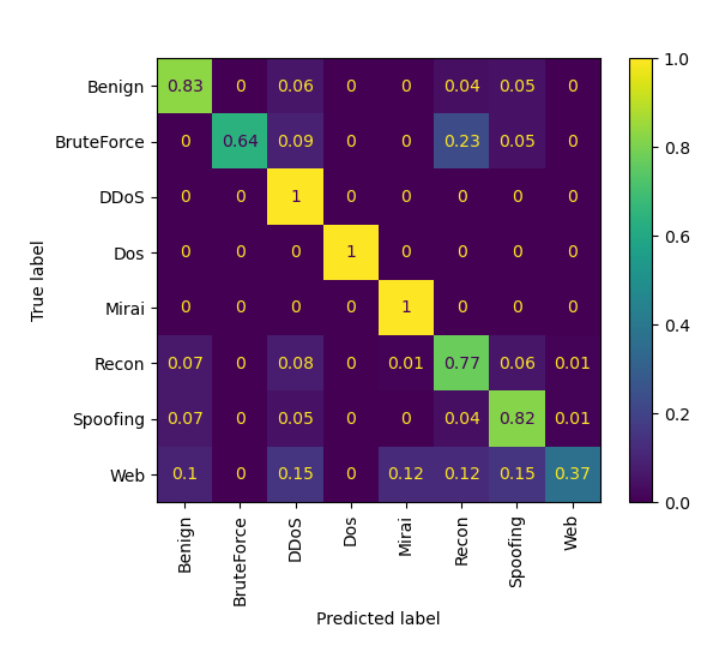 Benign 0.83 0 0.06 0 0 0.04 0.05 0
BruteForce 0 0.64 0.09 0 0 0.23 0.05 0
DDoS 0 0 1 0 0 0 0 0
Dos 0 0 0 1 0 0 0 0
Mirai 0 0 0 0 1 0 0 0
Recon 0.07 0 0.08 0 0.01 0.77 0.06 0.01
Spoofing 0.07 0 0.05 0 0 0.04 0.82 0.01
Web 0.1 0 0.15 0 0.12 0.12 0.15 0.37
True label
Benign
BruteForce
DDoS
Dos
Mirai
Recon
Spoofing
Web
Predicted label
1.0
0.8
0.6
0.4
0.2
0.0